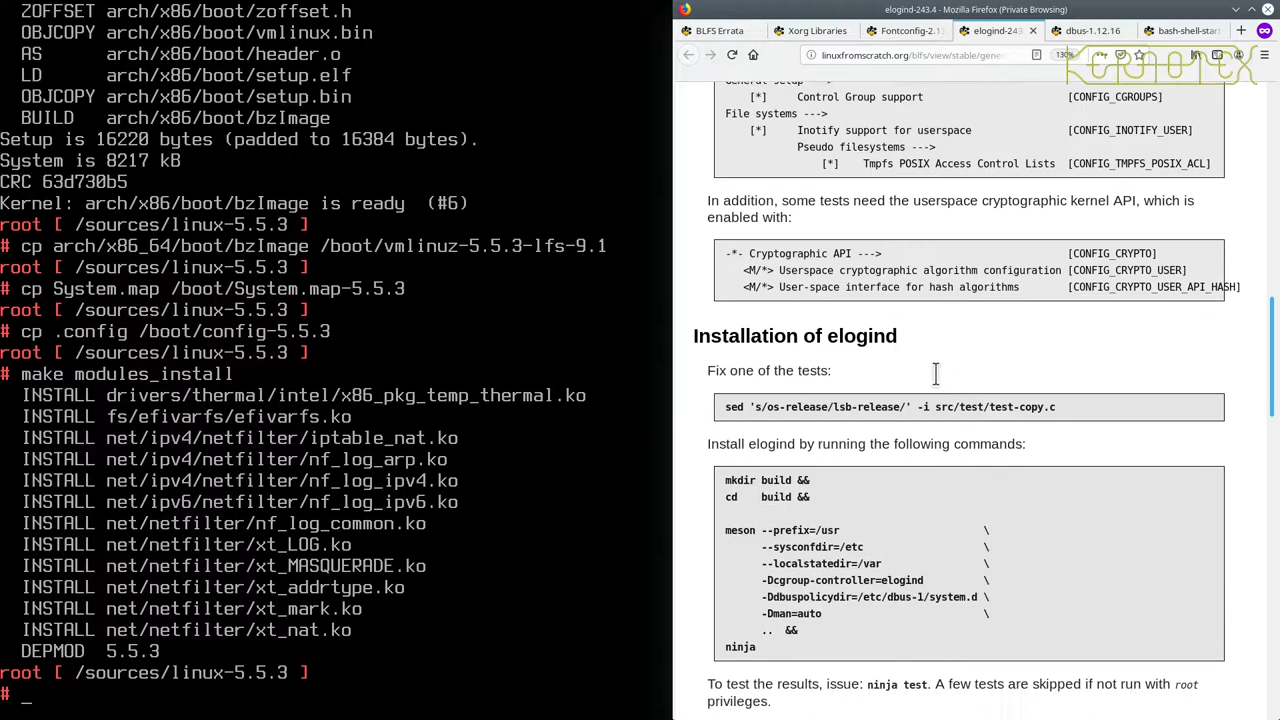 ZOFFSET arch/x86/boot/zoffset.h
OBJCOPY arch/x86/boot/vmlinux.bin
AS arch/x86/boot/header.o
LD arch/x86/boot/setup.elf
OBJCOPY arch/x86/boot/setup.bin
BUILD arch/x86/boot/bzImage
Setup is 16220 bytes (padded to 16384 bytes).
System is 8217 kB
CRC 63d730b5
Kernel: arch/x86/boot/bzImage is ready (#6)
root [ /sources/linux-5.5.3 ]
# cp arch/x86_64/boot/bzImage /boot/vmlinuz-5.5.3-lfs-9.1
root [ /sources/linux-5.5.3 ]
# cp System.map /boot/System.map-5.5.3
root [ /sources/linux-5.5.3 ]
# cp .config /boot/config-5.5.3
root [ /sources/linux-5.5.3 ]
# make modules_install
INSTALL drivers/thermal/intel/x86_pkg_temp_thermal.ko
INSTALL fs/efivarfs/efivarfs.ko
INSTALL net/ipv4/netfilter/iptable_nat.ko
INSTALL net/ipv4/netfilter/nf_log_arp.ko
INSTALL net/ipv4/netfilter/nf_log_ipv4.ko
INSTALL net/ipv6/netfilter/nf_log_ipv6.ko
INSTALL net/netfilter/nf_log_common.ko
INSTALL net/netfilter/xt_LOG.ko
INSTALL net/netfilter/xt_MASQUERADE.ko
INSTALL net/netfilter/xt_addrtype.ko
INSTALL net/netfilter/xt_mark.ko
INSTALL net/netfilter/xt_nat.ko
DEPMOD 5.5.3
root [ /sources/linux-5.5.3 ]
# _
elogind-243.4 - Mozilla Firefox (Private Browsing)
BLFS Errata
Xorg Libraries
Fontconfig-2.13
elogind-243
dbus-1.12.16
bash-shell-star
linuxfromscratch.org/blfs/view/stable/gene
130%
General setup --->
[*] Control Group support [CONFIG_CGROUPS]
File systems --->
[*] Inotify support for userspace [CONFIG_INOTIFY_USER]
Pseudo filesystems --->
[*] Tmpfs POSIX Access Control Lists [CONFIG_TMPFS_POSIX_ACL]
In addition, some tests need the userspace cryptographic kernel API, which is
enabled with:
-*- Cryptographic API ---> [CONFIG_CRYPTO]
<M/*> Userspace cryptographic algorithm configuration [CONFIG_CRYPTO_USER]
<M/*> User-space interface for hash algorithms [CONFIG_CRYPTO_USER_API_HASH]
Installation of elogind
Fix one of the tests:
sed 's/os-release/lsb-release/' -i src/test/test-copy.c
Install elogind by running the following commands:
mkdir build &&
cd build &&
meson --prefix=/usr \
--sysconfdir=/etc \
--localstatedir=/var \
-Dcgroup-controller=elogind \
-Ddbuspolicydir=/etc/dbus-1/system.d \
-Dman=auto \
.. &&
ninja
To test the results, issue: ninja test. A few tests are skipped if not run with root
privileges.